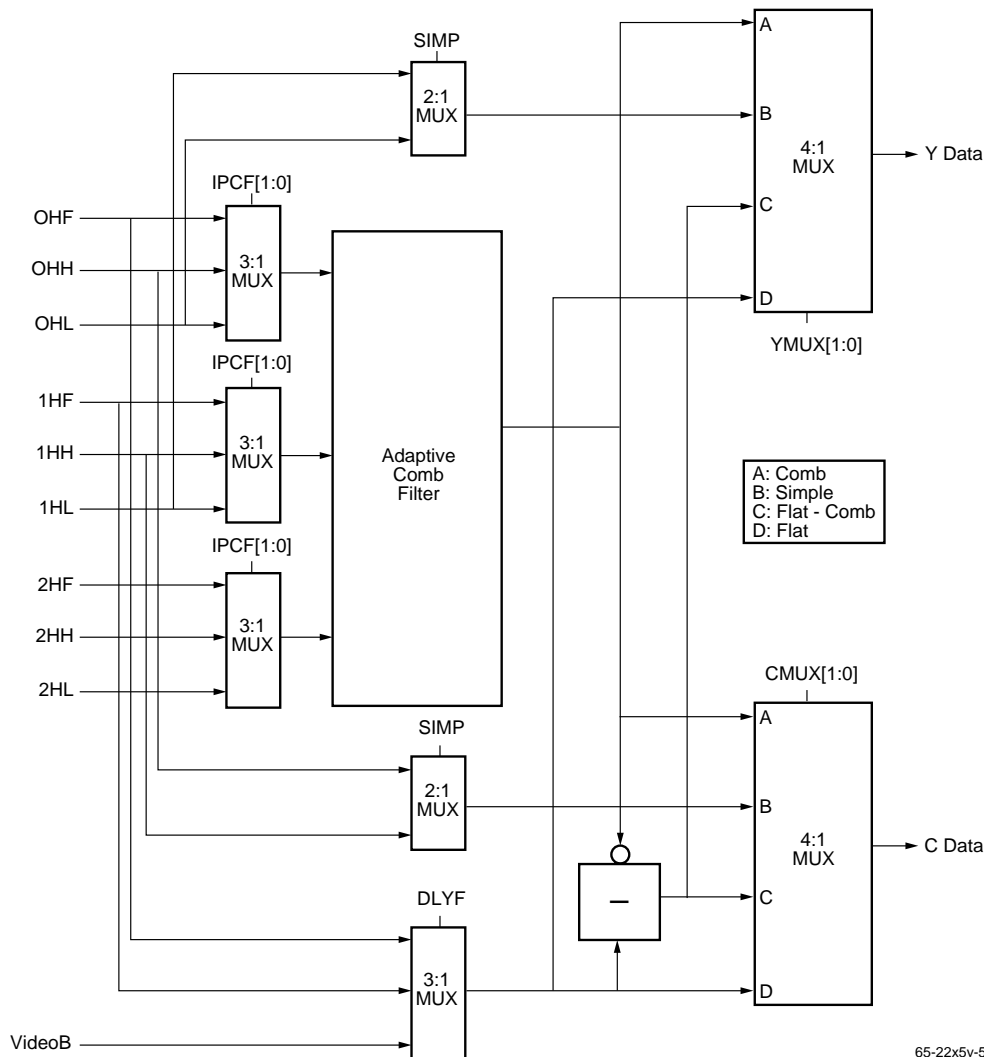 SIMP
2:1
MUX
A
B
C
D
4:1
MUX
Y Data
YMUX[1:0]
IPCF[1:0]
OHF
OHH
OHL
3:1
MUX
IPCF[1:0]
1HF
1HH
1HL
3:1
MUX
Adaptive
Comb
Filter
A: Comb
B: Simple
C: Flat - Comb
D: Flat
IPCF[1:0]
2HF
2HH
2HL
3:1
MUX
CMUX[1:0]
SIMP
2:1
MUX
A
B
C
D
4:1
MUX
C Data
–
DLYF
3:1
MUX
VideoB
65-22x5y-5